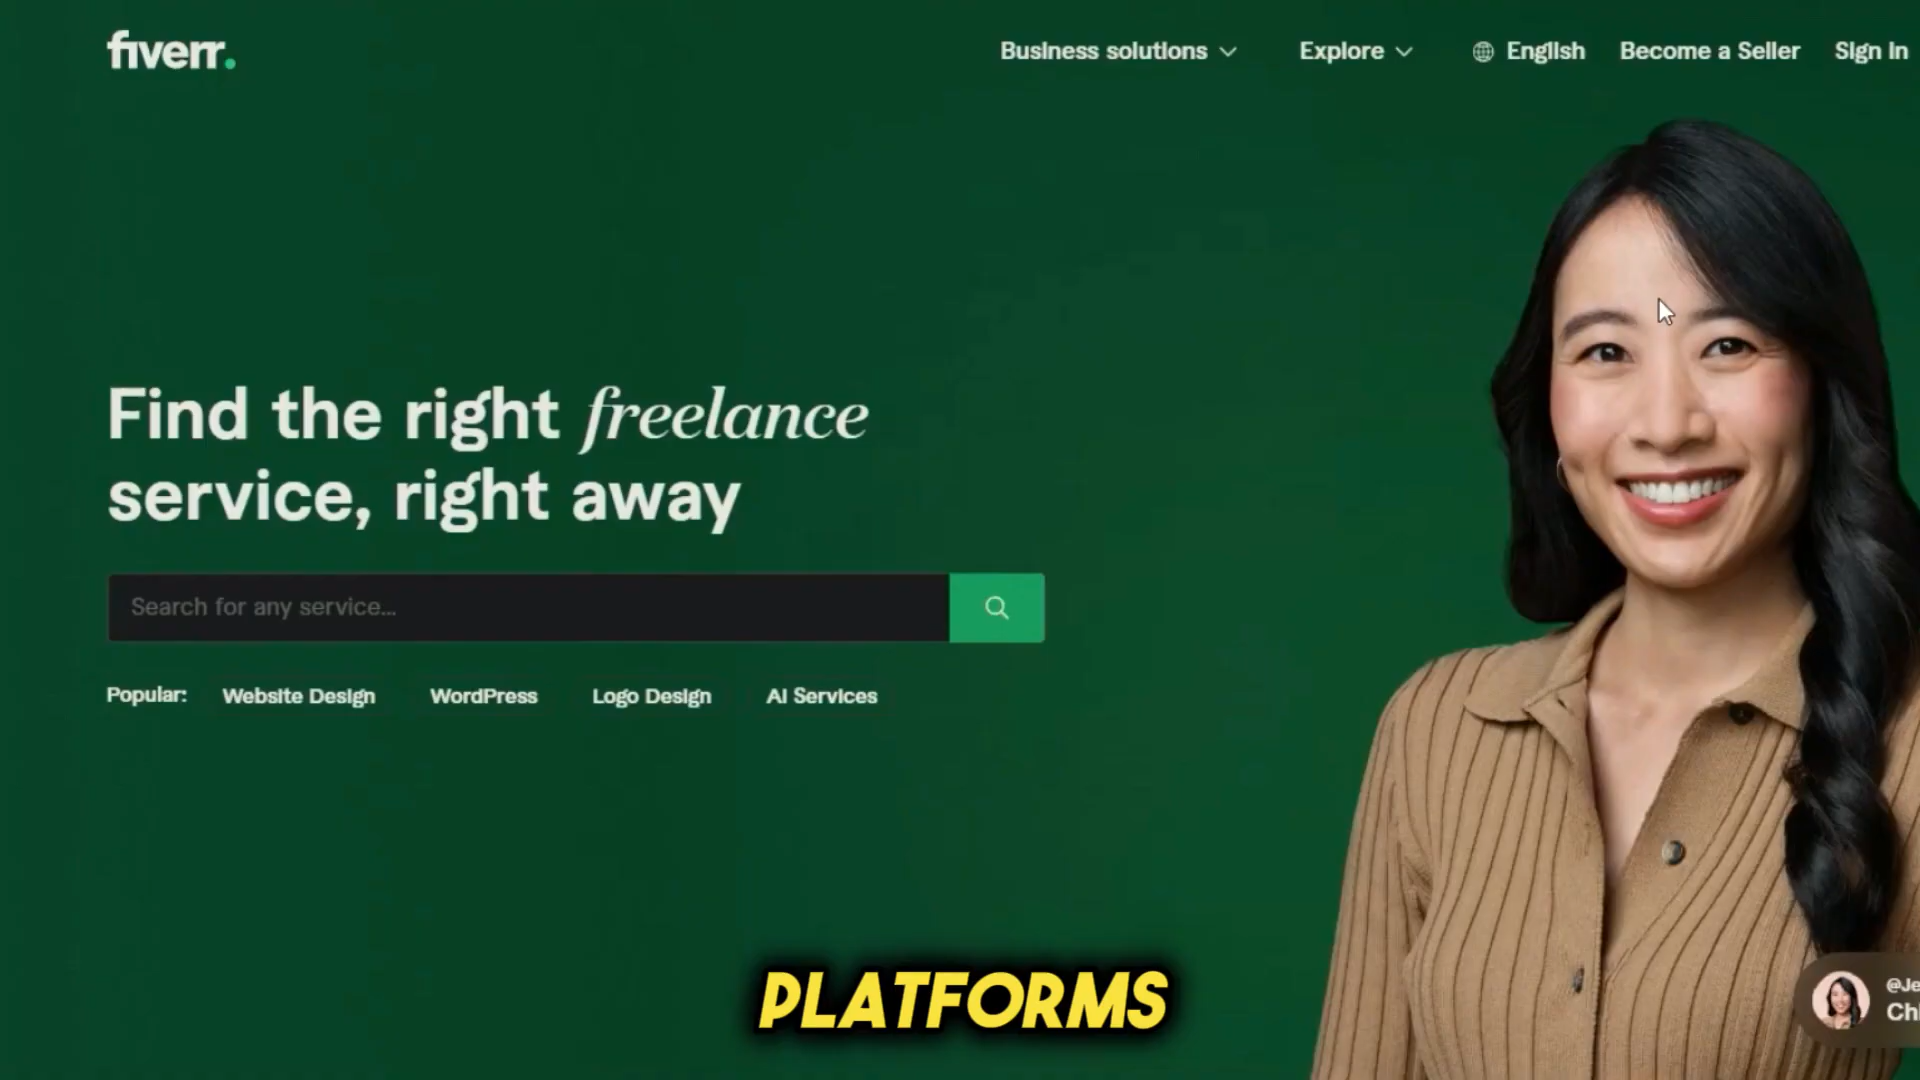 fiverr.
Business solutions
Explore
English
Become a Seller
Sign in
Find the right freelance
service, right away
Search for any service...
Popular:
Website Design
WordPress
Logo Design
AI Services
PLATFORMS